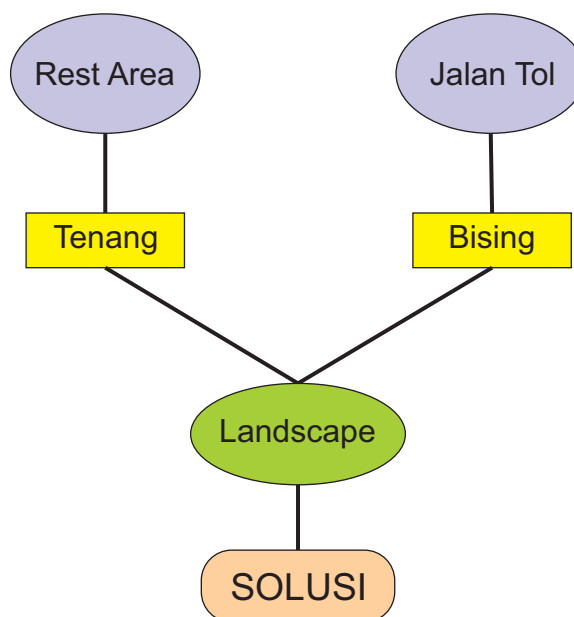 Rest Area
Jalan Tol
Tenang
Bising
Landscape
SOLUSI